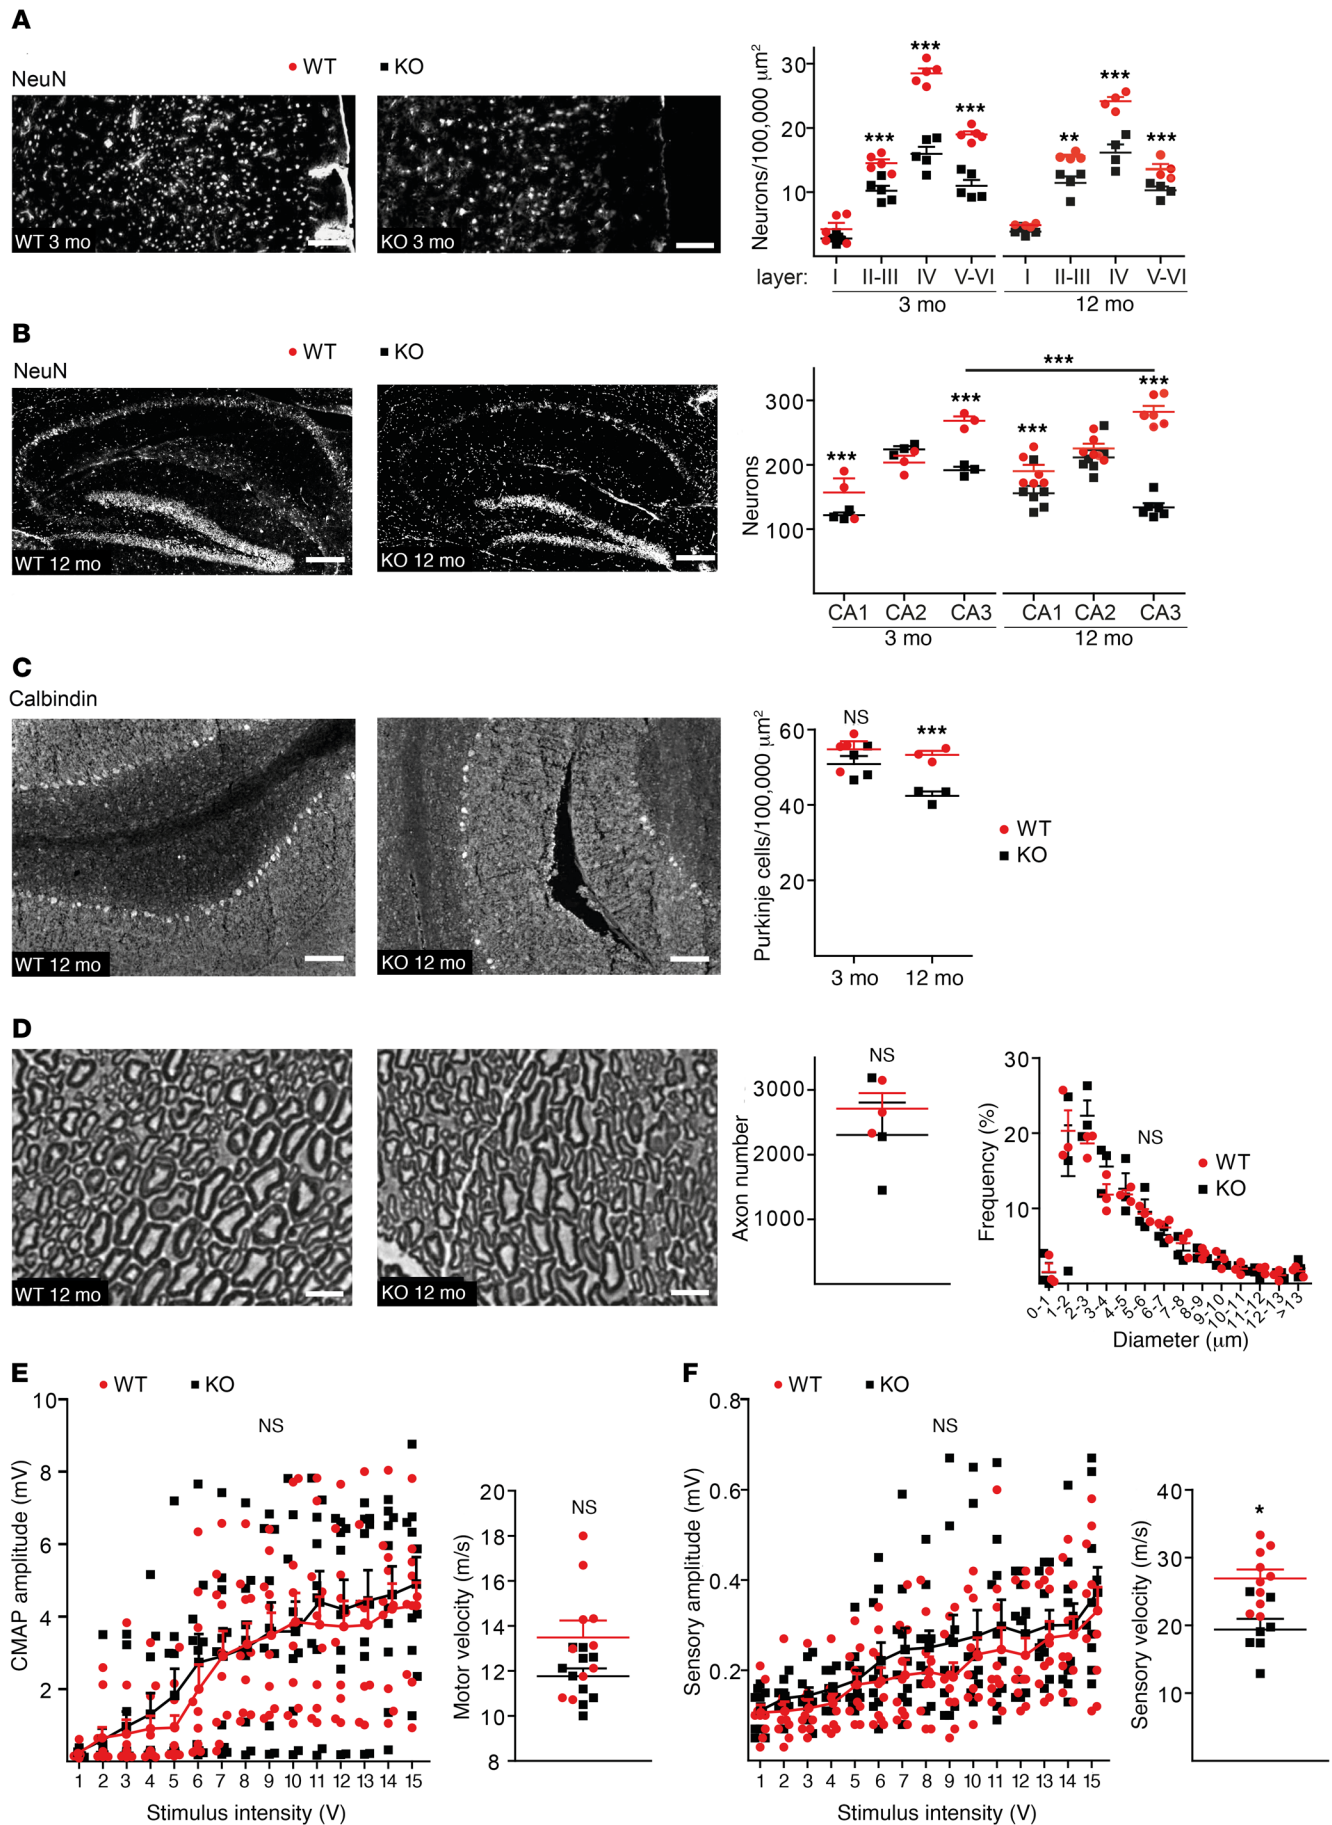 A
WT KO
NeuN
WT 3 mo
KO 3 mo
Neurons/100,000 μm²
30
20
10
*** *** *** ** *** ***
layer: I II-III IV V-VI I II-III IV V-VI
3 mo 12 mo
B
WT KO
NeuN
WT 12 mo
KO 12 mo
Neurons
300
200
100
***
*** *** *** ***
CA1 CA2 CA3 CA1 CA2 CA3
3 mo 12 mo
C
Calbindin
WT 12 mo
KO 12 mo
Purkinje cells/100,000 μm²
60
40
20
NS ***
3 mo 12 mo
WT
KO
D
WT 12 mo
KO 12 mo
Axon number
3000
2000
1000
NS
Frequency (%)
30
20
10
NS
WT
KO
0-1 1-2 2-3 3-4 4-5 5-6 6-7 7-8 8-9 9-10 10-11 11-12 12-13 >13
Diameter (μm)
E
WT KO
CMAP amplitude (mV)
10
8
6
4
2
NS
1 2 3 4 5 6 7 8 9 10 11 12 13 14 15
Stimulus intensity (V)
Motor velocity (m/s)
20
18
16
14
12
10
8
NS
F
WT KO
Sensory amplitude (mV)
0.8
0.6
0.4
0.2
NS
1 2 3 4 5 6 7 8 9 10 11 12 13 14 15
Stimulus intensity (V)
Sensory velocity (m/s)
40
30
20
10
*